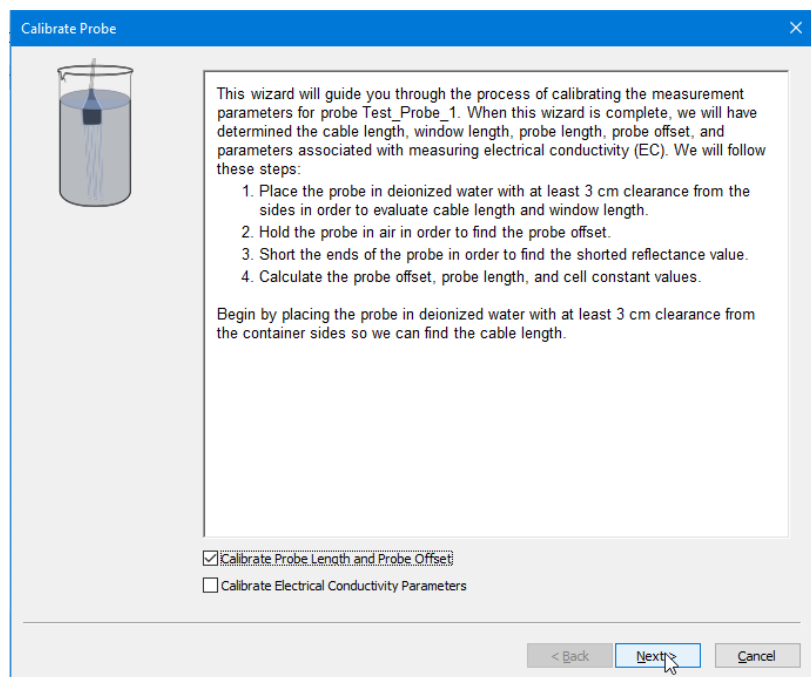 Calibrate Probe
This wizard will guide you through the process of calibrating the measurement
parameters for probe Test_Probe_1. When this wizard is complete, we will have
determined the cable length, window length, probe length, probe offset, and
parameters associated with measuring electrical conductivity (EC). We will follow
these steps:
1. Place the probe in deionized water with at least 3 cm clearance from the
sides in order to evaluate cable length and window length.
2. Hold the probe in air in order to find the probe offset.
3. Short the ends of the probe in order to find the shorted reflectance value.
4. Calculate the probe offset, probe length, and cell constant values.
Begin by placing the probe in deionized water with at least 3 cm clearance from
the container sides so we can find the cable length.
Calibrate Probe Length and Probe Offset
Calibrate Electrical Conductivity Parameters
< Back Next > Cancel